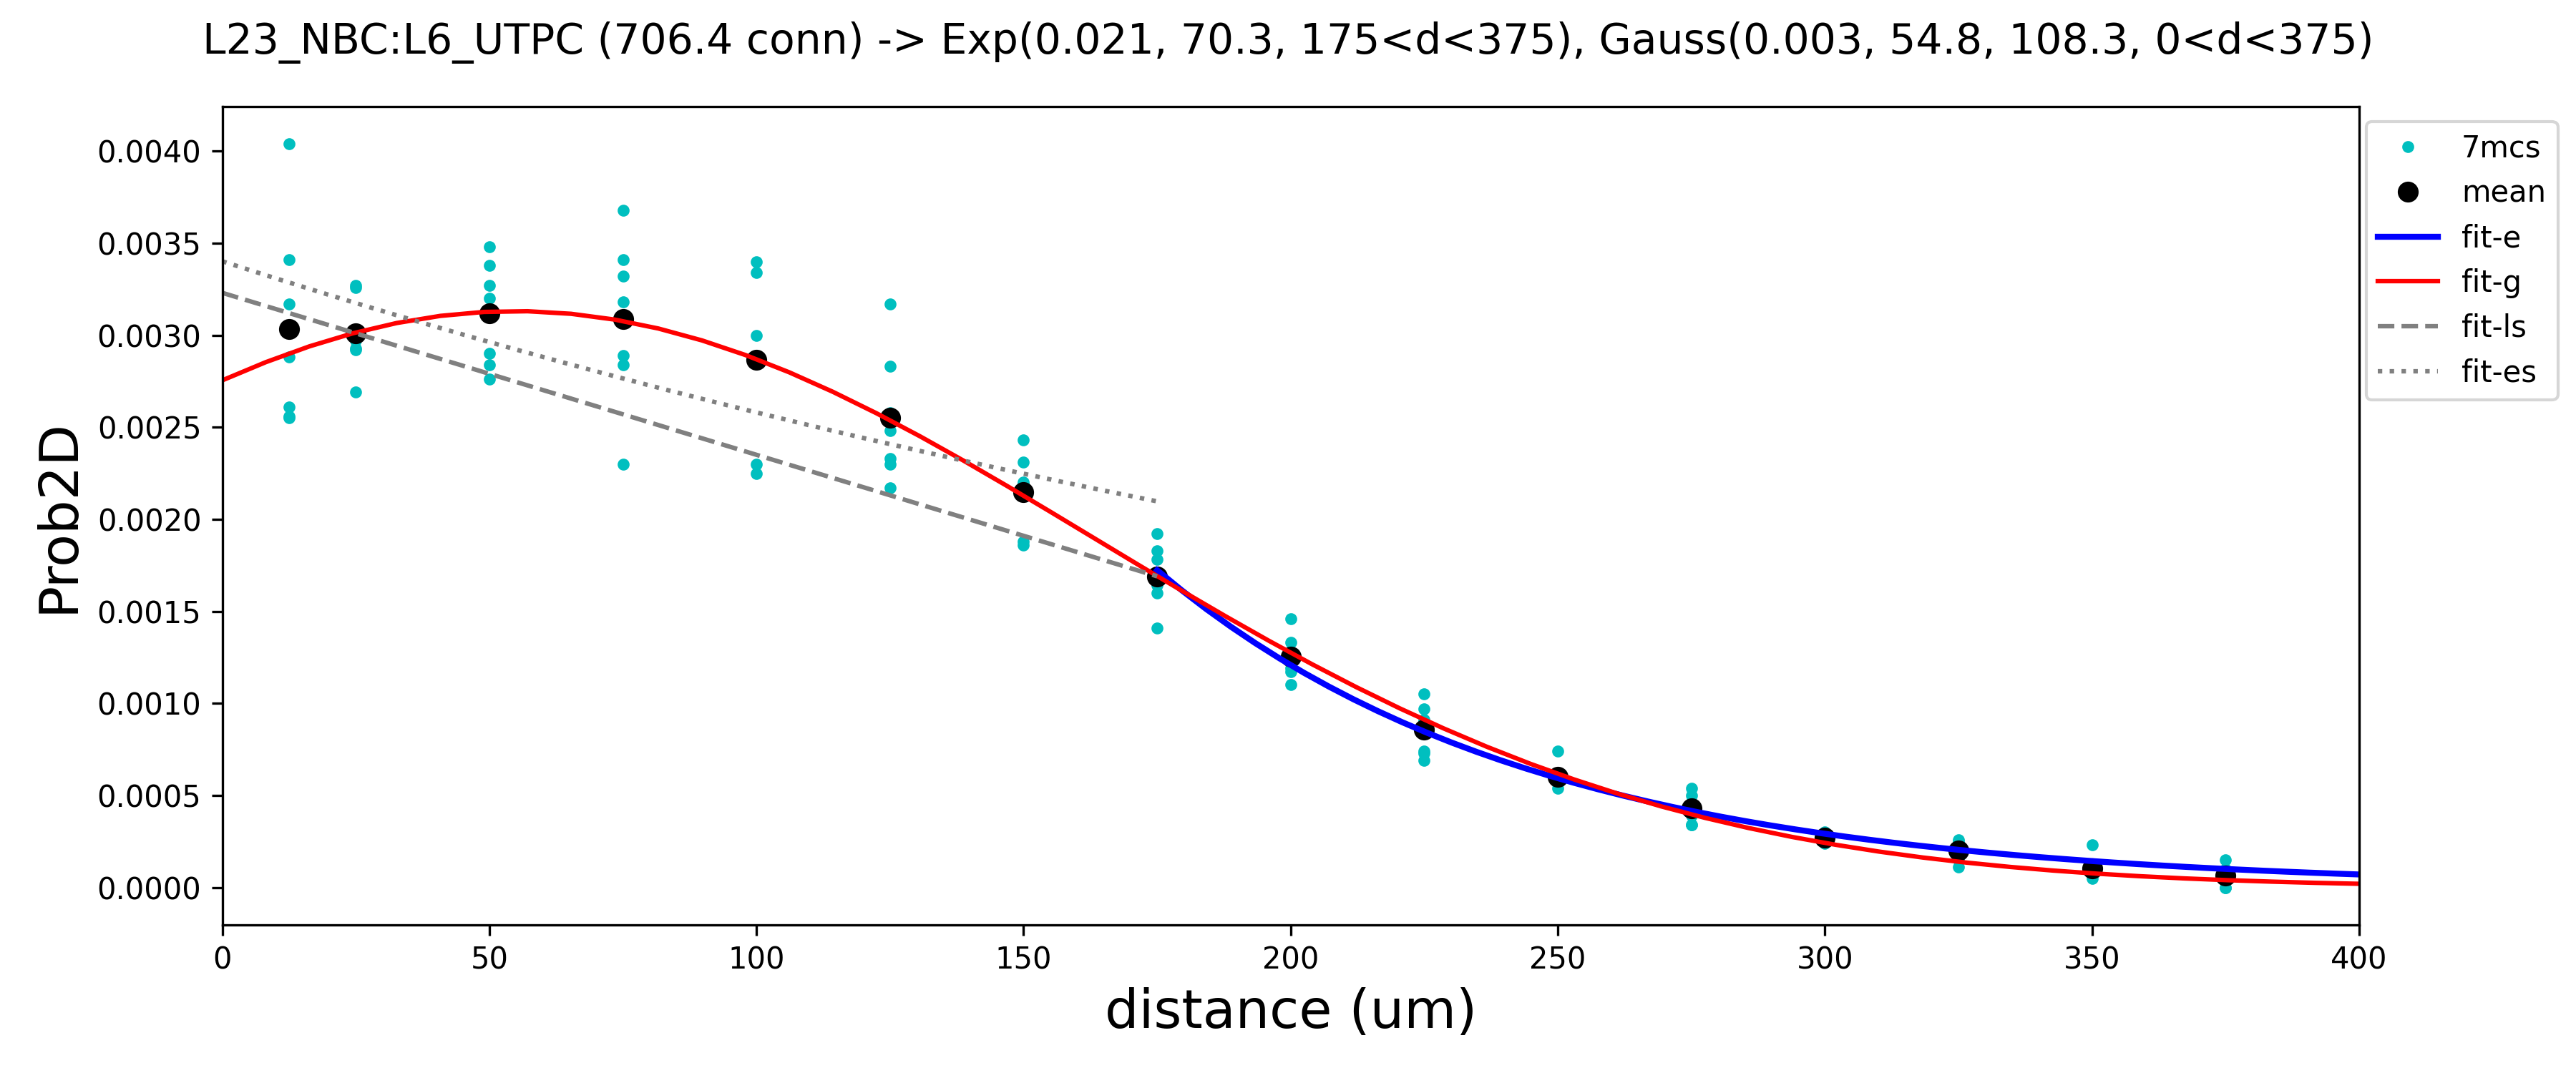 L23_NBC:L6_UTPC (706.4 conn) -> Exp(0.021, 70.3, 175<d<375), Gauss(0.003, 54.8, 108.3, 0<d<375)
0.0040
0.0035
0.0030
0.0025
0.0020
0.0015
0.0010
0.0005
0.0000
Prob2D
0 50 100 150 200 250 300 350 400
distance (um)
7mcs
mean
fit-e
fit-g
fit-ls
fit-es